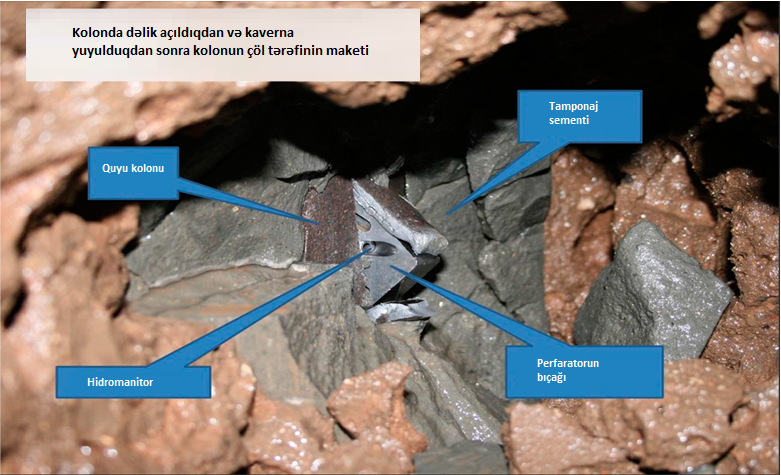 Kolonda dəlik açıldıqdan və kaverna
yuyulduqdan sonra kolonun çöl tərəfinin maketi
Tamponaj
sementi
Quyu kolonu
Hidromanitor
Perfaratorun
bıçağı